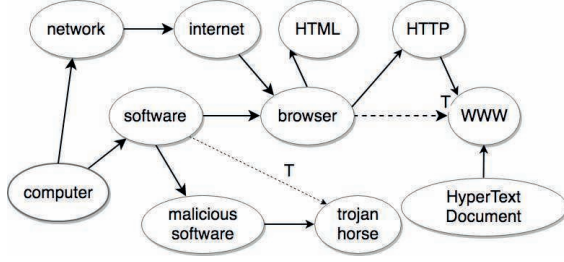 network
internet
HTML
HTTP
software
browser
T
WWW
T
computer
malicious
software
trojan
horse
HyperText
Document